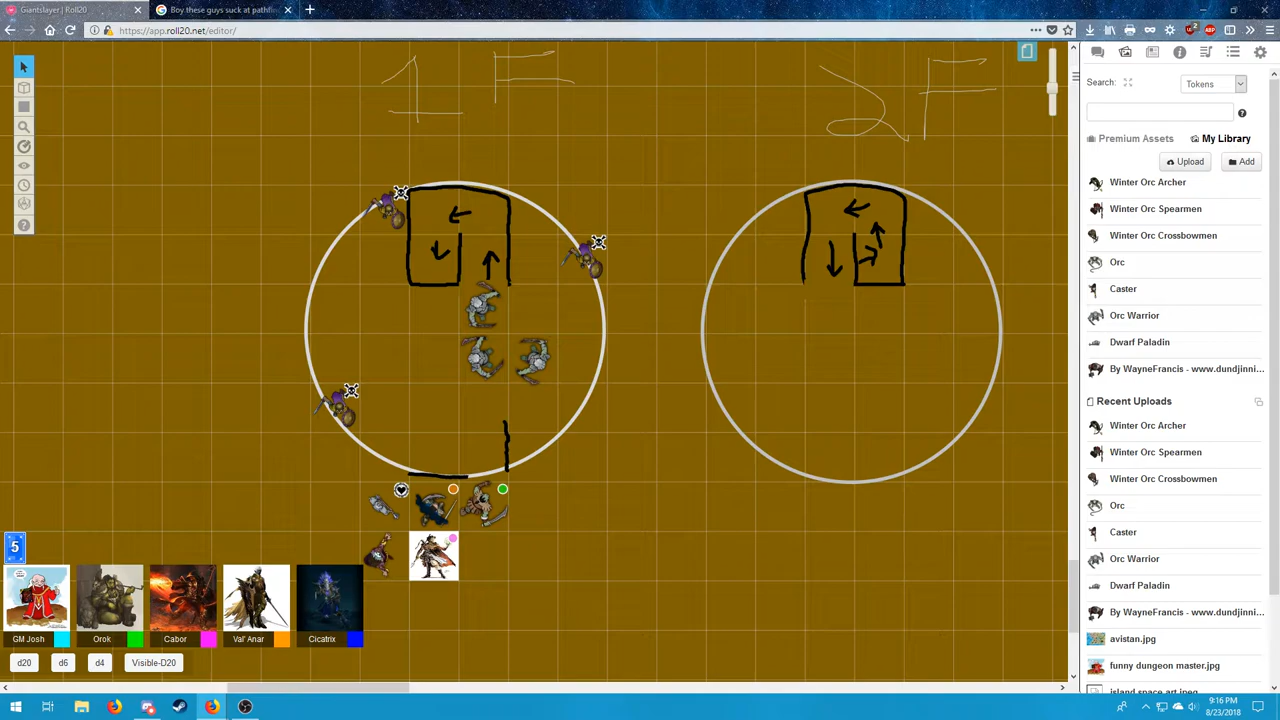 Giantslayer | Roll20
Boy these guys suck at pathfin
https://app.roll20.net/editor/
1F
2F
Search:
Tokens
Premium Assets
My Library
Upload
Add
Winter Orc Archer
Winter Orc Spearmen
Winter Orc Crossbowmen
Orc
Caster
Orc Warrior
Dwarf Paladin
By WayneFrancis - www.dundjinni...
Recent Uploads
Winter Orc Archer
Winter Orc Spearmen
Winter Orc Crossbowmen
Orc
Caster
Orc Warrior
Dwarf Paladin
By WayneFrancis - www.dundjinni...
avistan.jpg
funny dungeon master.jpg
island space art.jpeg
5
GM Josh
Orok
Cabor
Val' Anar
Cicatrix
d20
d6
d4
Visible-D20
9:16 PM
8/23/2018